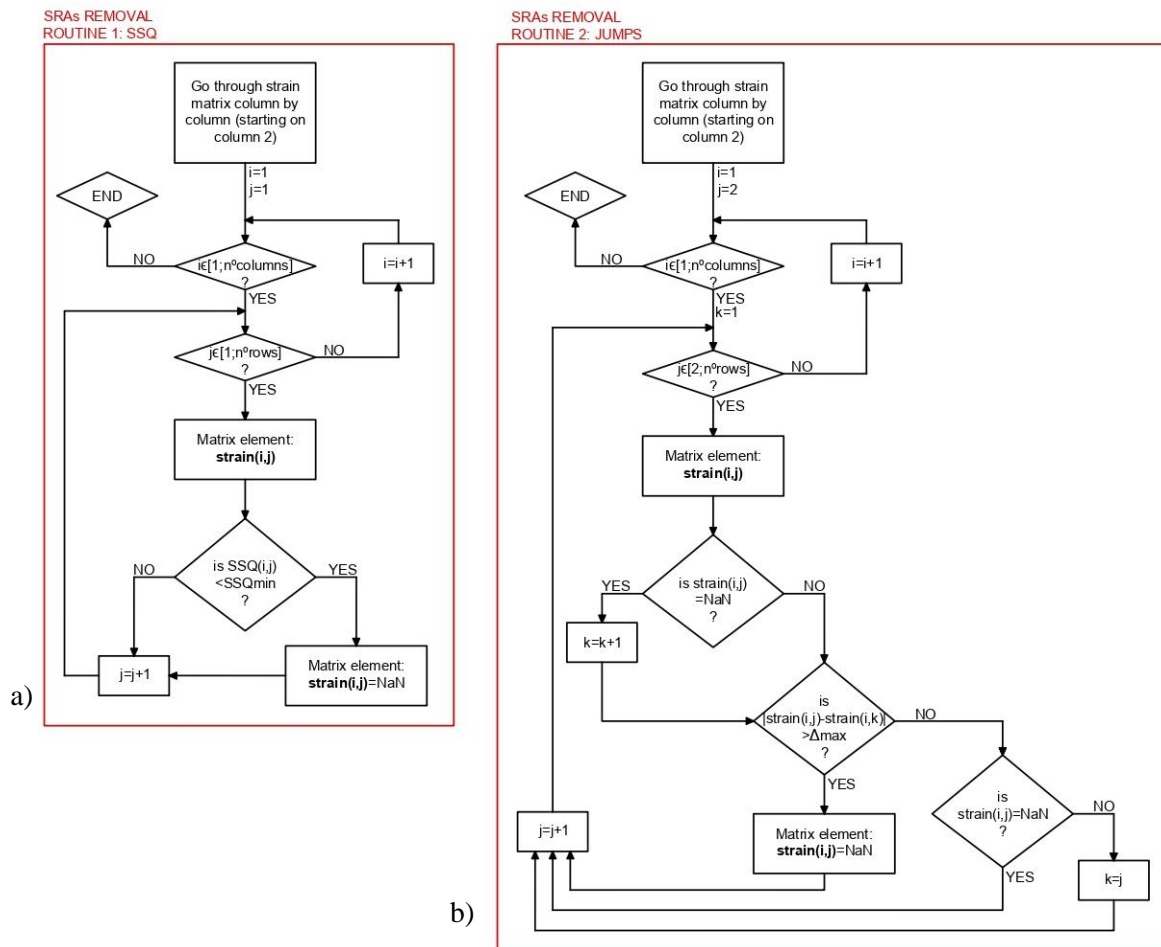 SRAs REMOVAL
ROUTINE 1: SSQ
Go through strain
matrix column by
column (starting on
column 2)
i=1
j=1
END
NO
iϵ[1;nºcolumns]
?
i=i+1
YES
jϵ[1;nºrows]
?
NO
YES
Matrix element:
strain(i,j)
NO
is SSQ(i,j)
<SSQmin
?
YES
j=j+1
Matrix element:
strain(i,j)=NaN
a)
SRAs REMOVAL
ROUTINE 2: JUMPS
Go through strain
matrix column by
column (starting on
column 2)
i=1
j=2
END
NO
iϵ[1;nºcolumns]
?
i=i+1
YES
k=1
jϵ[2;nºrows]
?
NO
YES
Matrix element:
strain(i,j)
YES
is strain(i,j)
=NaN
?
NO
k=k+1
is
|strain(i,j)-strain(i,k)|
>Δmax
?
NO
YES
is
strain(i,j)=NaN
?
NO
j=j+1
Matrix element:
strain(i,j)=NaN
YES
k=j
b)